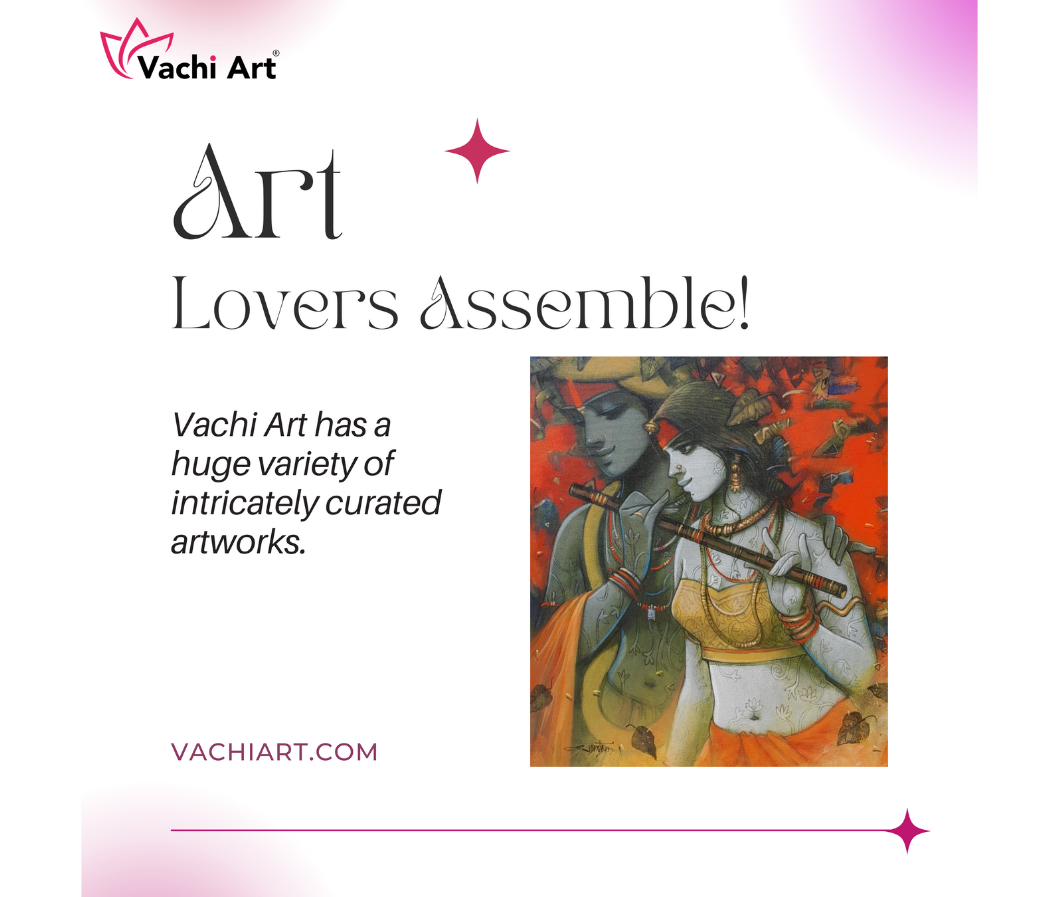 Vachi Art®
Art
Lovers Assemble!
Vachi Art has a
huge variety of
intricately curated
artworks.
VACHIART.COM